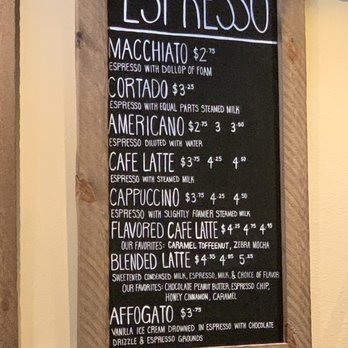 ESPRESSO
MACCHIATO $2.75
ESPRESSO WITH DOLLOP OF FOAM
CORTADO $3.25
ESPRESSO WITH EQUAL PARTS STEAMED MILK
AMERICANO $2.75 3 3.50
ESPRESSO DILUTED WITH WATER
CAFE LATTE $3.75 4.25 4.50
ESPRESSO WITH STEAMED MILK
CAPPUCCINO $3.75 4.25 4.50
ESPRESSO WITH SLIGHTLY FOAMIER STEAMED MILK
FLAVORED CAFE LATTE $4.25 4.75 4.95
OUR FAVORITES: CARAMEL TOFFEENUT, ZEBRA MOCHA
BLENDED LATTE $4.35 4.85 5.25
SWEETENED CONDENSED MILK, ESPRESSO, MILK, & CHOICE OF FLAVOR
OUR FAVORITES: CHOCOLATE PEANUT BUTTER, ESPRESSO CHIP,
HONEY CINNAMON, CARAMEL
AFFOGATO $3.75
VANILLA ICE CREAM DROWNED IN ESPRESSO WITH CHOCOLATE
DRIZZLE & ESPRESSO GROUNDS